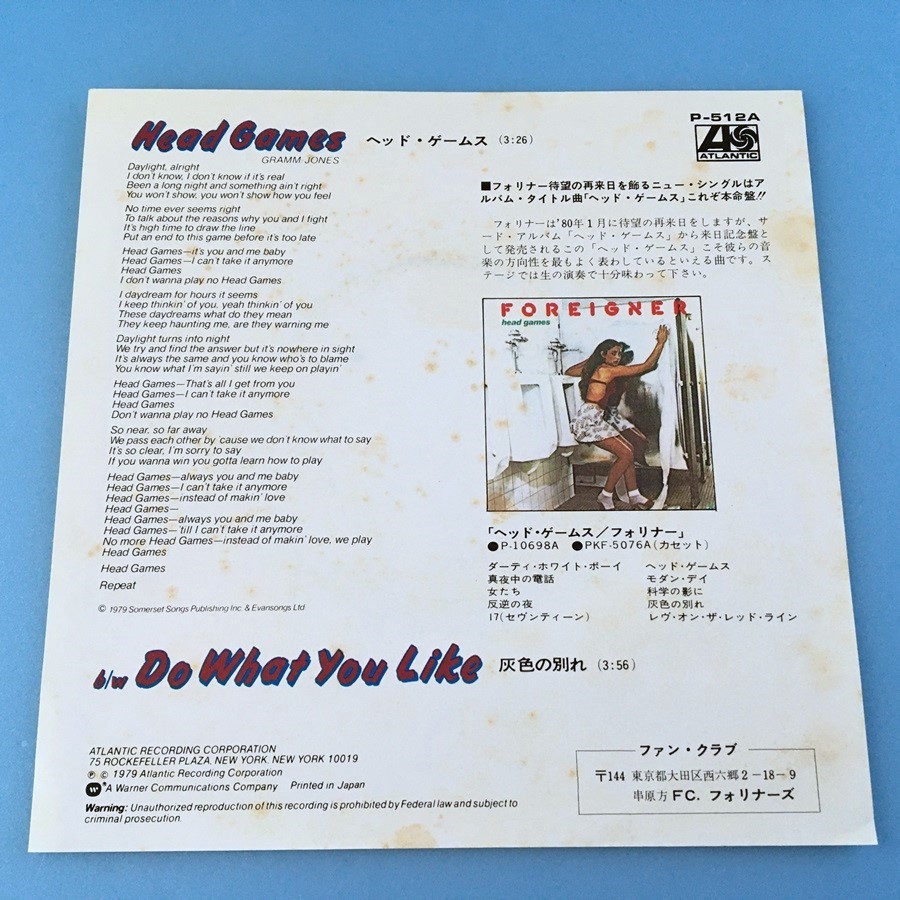 Head Games ヘッド・ゲームス (3:26)
GRAMM-JONES
Daylight, alright
I don't know, I don't know if it's real
Been a long night and something ain't right
You won't show, you won't show how you feel
No time ever seems right
To talk about the reasons why you and I fight
It's high time to draw the line
Put an end to this game before it's too late
Head Games—it's you and me baby
Head Games—I can't take it anymore
Head Games
I don't wanna play no Head Games
I daydream for hours it seems
I keep thinkin' of you, yeah thinkin' of you
These daydreams what do they mean
They keep haunting me, are they warning me
Daylight turns into night
We try and find the answer but it's nowhere in sight
It's always the same and you know who's to blame
You know what I'm sayin' still we keep on playin'
Head Games—That's all I get from you
Head Games—I can't take it anymore
Head Games
Don't wanna play no Head Games
So near, so far away
We pass each other by 'cause we don't know what to say
It's so clear, I'm sorry to say
If you wanna win you gotta learn how to play
Head Games—always you and me baby
Head Games—I can't take it anymore
Head Games—instead of makin' love
Head Games—
Head Games—always you and me baby
Head Games—'till I can't take it anymore
No more Head Games—instead of makin' love, we play
Head Games
Head Games
Repeat
© 1979 Somerset Songs Publishing Inc. & Evansongs Ltd
P-512A
ATLANTIC
■フォリナー待望の再来日を飾るニュー・シングルはア
ルバム・タイトル曲「ヘッド・ゲームス」これぞ本命盤!!
フォリナーは'80年1月に待望の再来日をしますが、サ
ード・アルバム「ヘッド・ゲームス」から来日記念盤と
して発売されるこの「ヘッド・ゲームス」こそ彼らの音
楽の方向性を最もよく表わしているといえる曲です。ス
テージでは生の演奏で十分味わって下さい。
FOREIGNER
head games
「ヘッド・ゲームス/フォリナー」
●P-10698A ●PKF-5076A(カセット)
ダーティ・ホワイト・ボーイ ヘッド・ゲームス
真夜中の電話 モダン・デイ
女たち 科学の影に
反逆の夜 灰色の別れ
17(セヴンティーン) レヴ・オン・ザ・レッド・ライン
b/w Do What You Like 灰色の別れ (3:56)
ATLANTIC RECORDING CORPORATION
75 ROCKEFELLER PLAZA, NEW YORK, NEW YORK 10019
℗ © 1979 Atlantic Recording Corporation
®A Warner Communications Company Printed in Japan
Warning: Unauthorized reproduction of this recording is prohibited by Federal law and subject to
criminal prosecution.
ファン・クラブ
〒144 東京都大田区西六郷2-18-9
串原方 FC. フォリナーズ